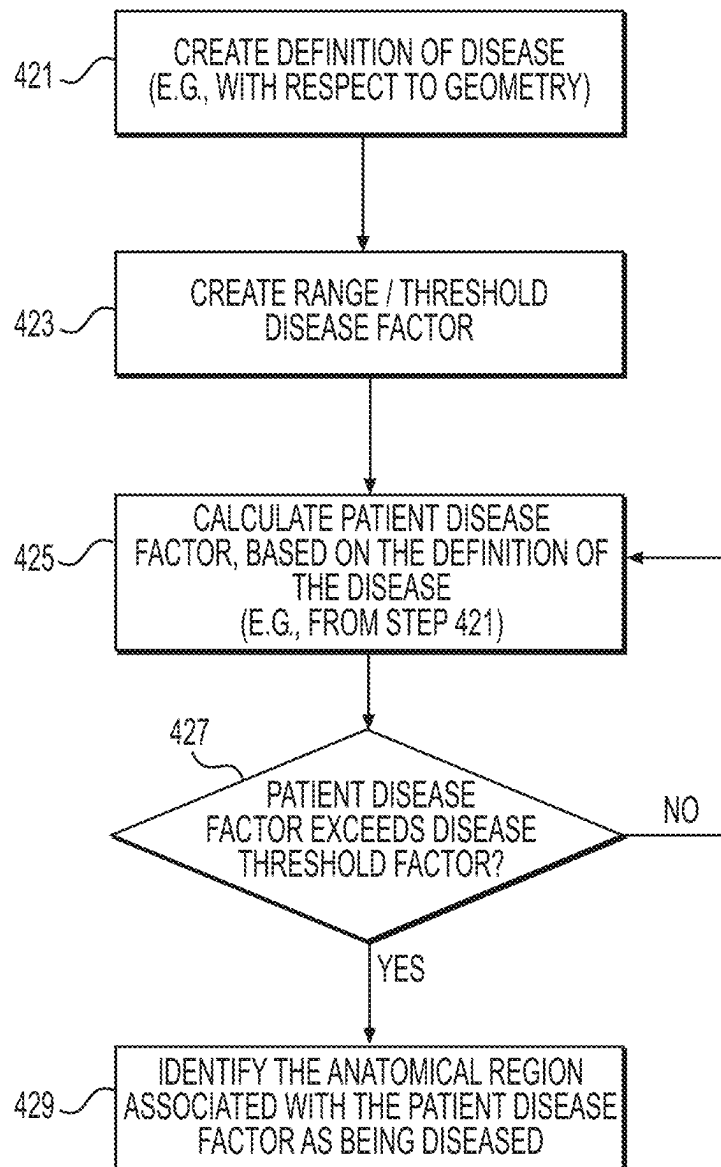 421
CREATE DEFINITION OF DISEASE
(E.G., WITH RESPECT TO GEOMETRY)
423
CREATE RANGE / THRESHOLD
DISEASE FACTOR
425
CALCULATE PATIENT DISEASE
FACTOR, BASED ON THE DEFINITION OF
THE DISEASE
(E.G., FROM STEP 421)
427
PATIENT DISEASE
FACTOR EXCEEDS DISEASE
THRESHOLD FACTOR?
NO
YES
429
IDENTIFY THE ANATOMICAL REGION
ASSOCIATED WITH THE PATIENT DISEASE
FACTOR AS BEING DISEASED